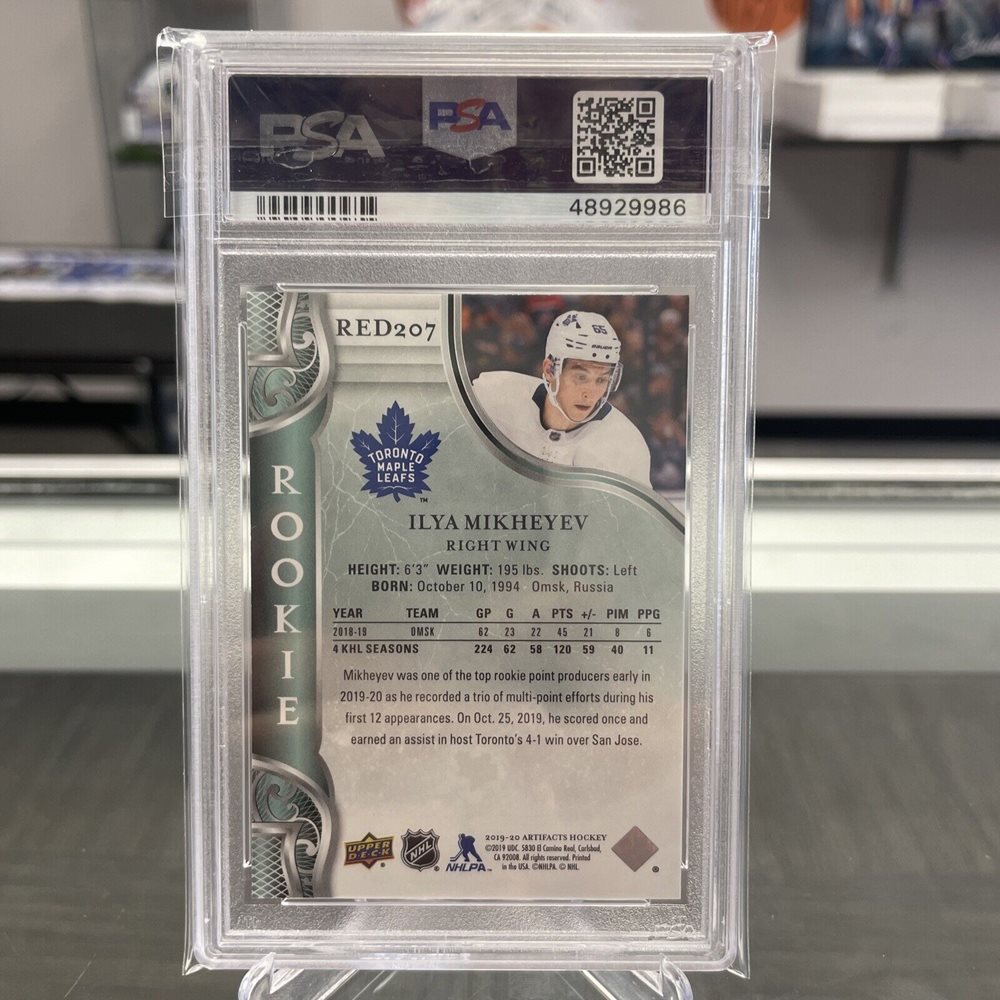 PSA PSA
48929986
RED207
65
BAUER
TORONTO
MAPLE
LEAFS
TM
ROOKIE
ILYA MIKHEYEV
RIGHT WING
HEIGHT: 6'3" WEIGHT: 195 lbs. SHOOTS: Left
BORN: October 10, 1994 Omsk, Russia
YEAR TEAM GP G A PTS +/- PIM PPG
2018-19 OMSK 62 23 22 45 21 8 6
4 KHL SEASONS 224 62 58 120 59 40 11
Mikheyev was one of the top rookie point producers early in
2019-20 as he recorded a trio of multi-point efforts during his
first 12 appearances. On Oct. 25, 2019, he scored once and
earned an assist in host Toronto's 4-1 win over San Jose.
UPPER
DECK
NHL
NHLPA
2019-20 ARTIFACTS HOCKEY
©2019 UDC. 5830 El Camino Real, Carlsbad,
CA 92008. All rights reserved. Printed
in the USA. ©NHLPA. © NHL.